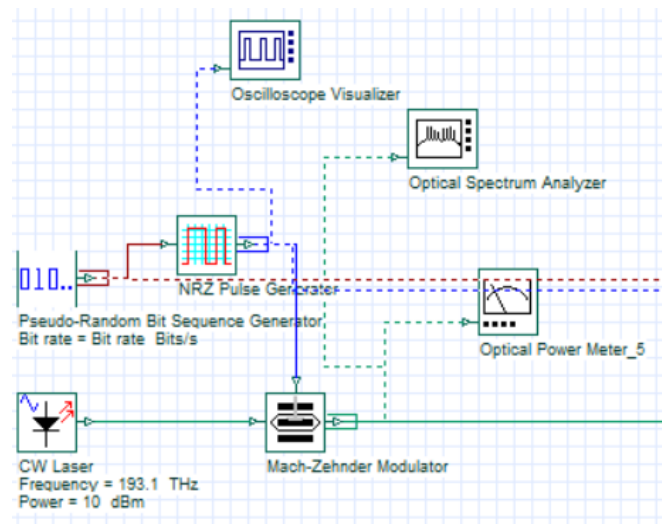 Oscilloscope Visualizer
Optical Spectrum Analyzer
010..
NRZ Pulse Generator
Pseudo-Random Bit Sequence Generator
Bit rate = Bit rate Bits/s
Optical Power Meter_5
CW Laser
Frequency = 193.1 THz
Power = 10 dBm
Mach-Zehnder Modulator